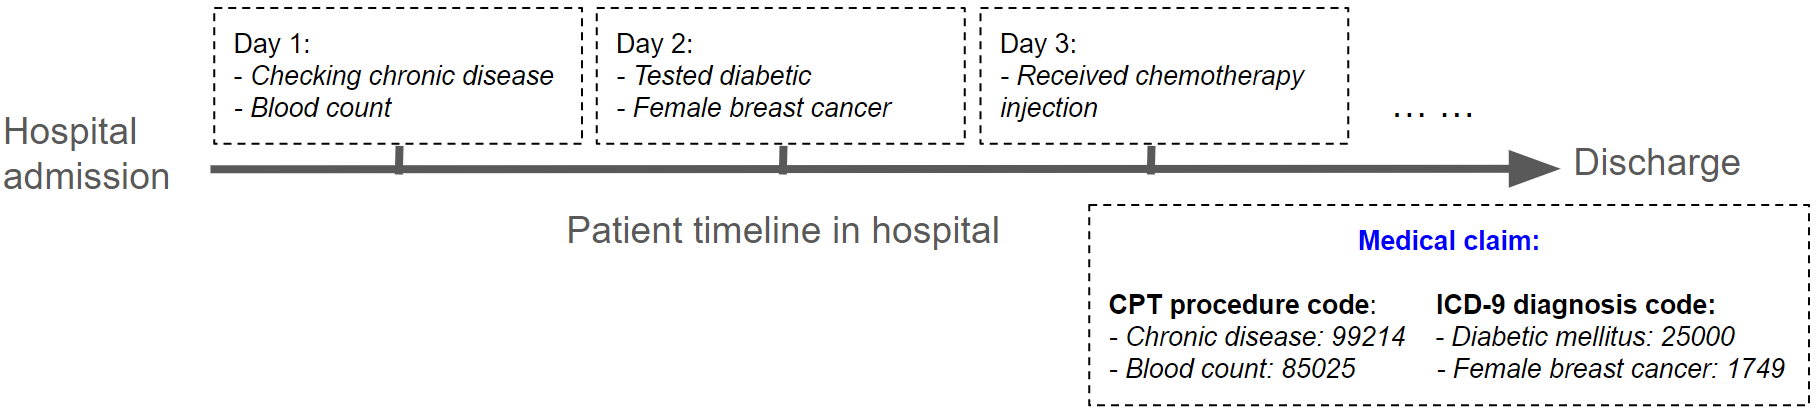 Day 1:
- Checking chronic disease
- Blood count
Day 2:
- Tested diabetic
- Female breast cancer
Day 3:
- Received chemotherapy
injection
... ...
Hospital
admission
Discharge
Patient timeline in hospital
Medical claim:
CPT procedure code:
- Chronic disease: 99214
- Blood count: 85025
ICD-9 diagnosis code:
- Diabetic mellitus: 25000
- Female breast cancer: 1749